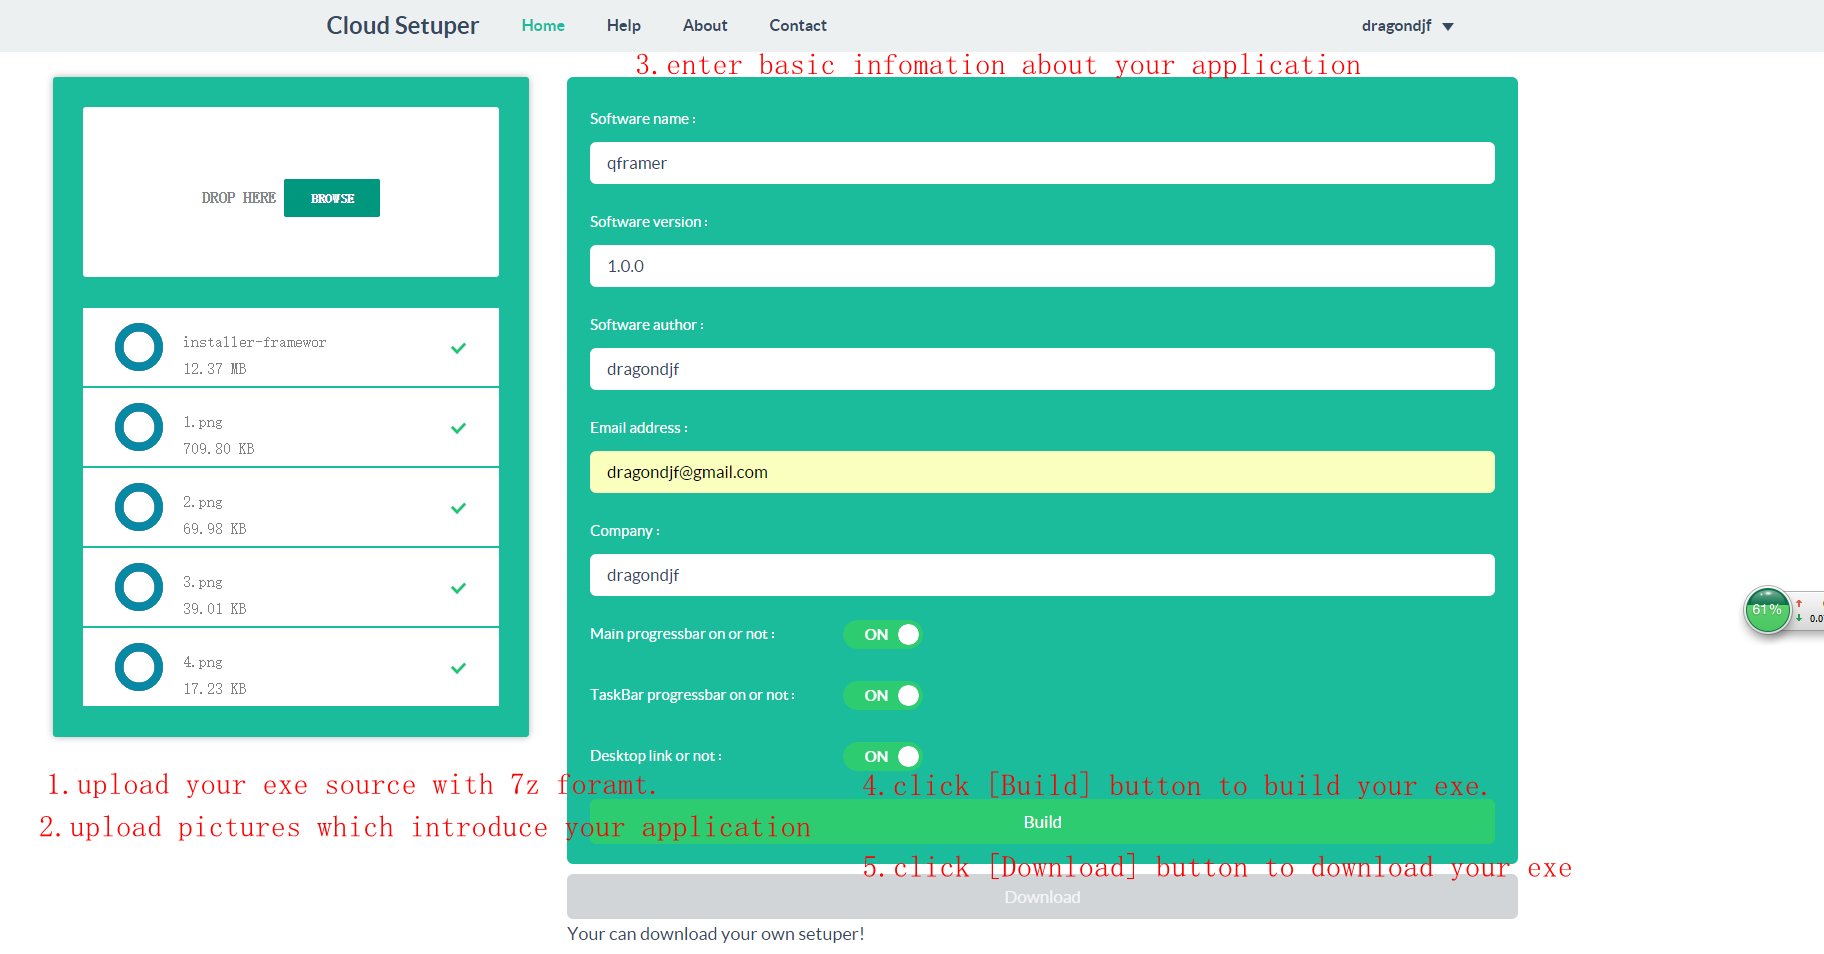 Cloud Setuper Home Help About Contact dragondjf
3.enter basic infomation about your application
DROP HERE BROWSE
installer-framewor
12.37 MB
1.png
709.80 KB
2.png
69.98 KB
3.png
39.01 KB
4.png
17.23 KB
1.upload your exe source with 7z foramt.
2.upload pictures which introduce your application
Software name :
qframer
Software version :
1.0.0
Software author :
dragondjf
Email address :
dragondjf@gmail.com
Company :
dragondjf
Main progressbar on or not : ON
TaskBar progressbar on or not : ON
Desktop link or not : ON
4.click [Build] button to build your exe.
Build
5.click [Download] button to download your exe
Download
Your can download your own setuper!
61%